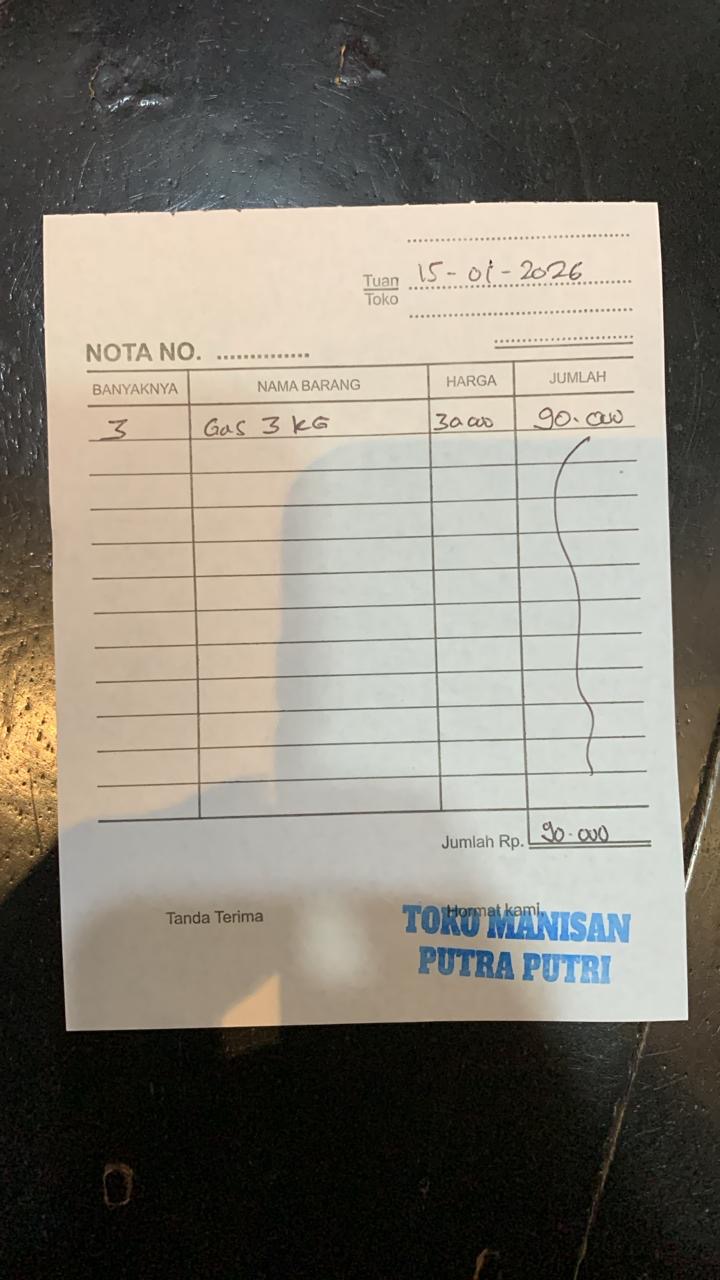 Tuan
Toko
15-01-2026
NOTA NO. ..............
BANYAKNYA NAMA BARANG HARGA JUMLAH
3 Gas 3 KG 30.000 90.000
Jumlah Rp. 90.000
Tanda Terima Hormat kami,
TOKO MANISAN
PUTRA PUTRI